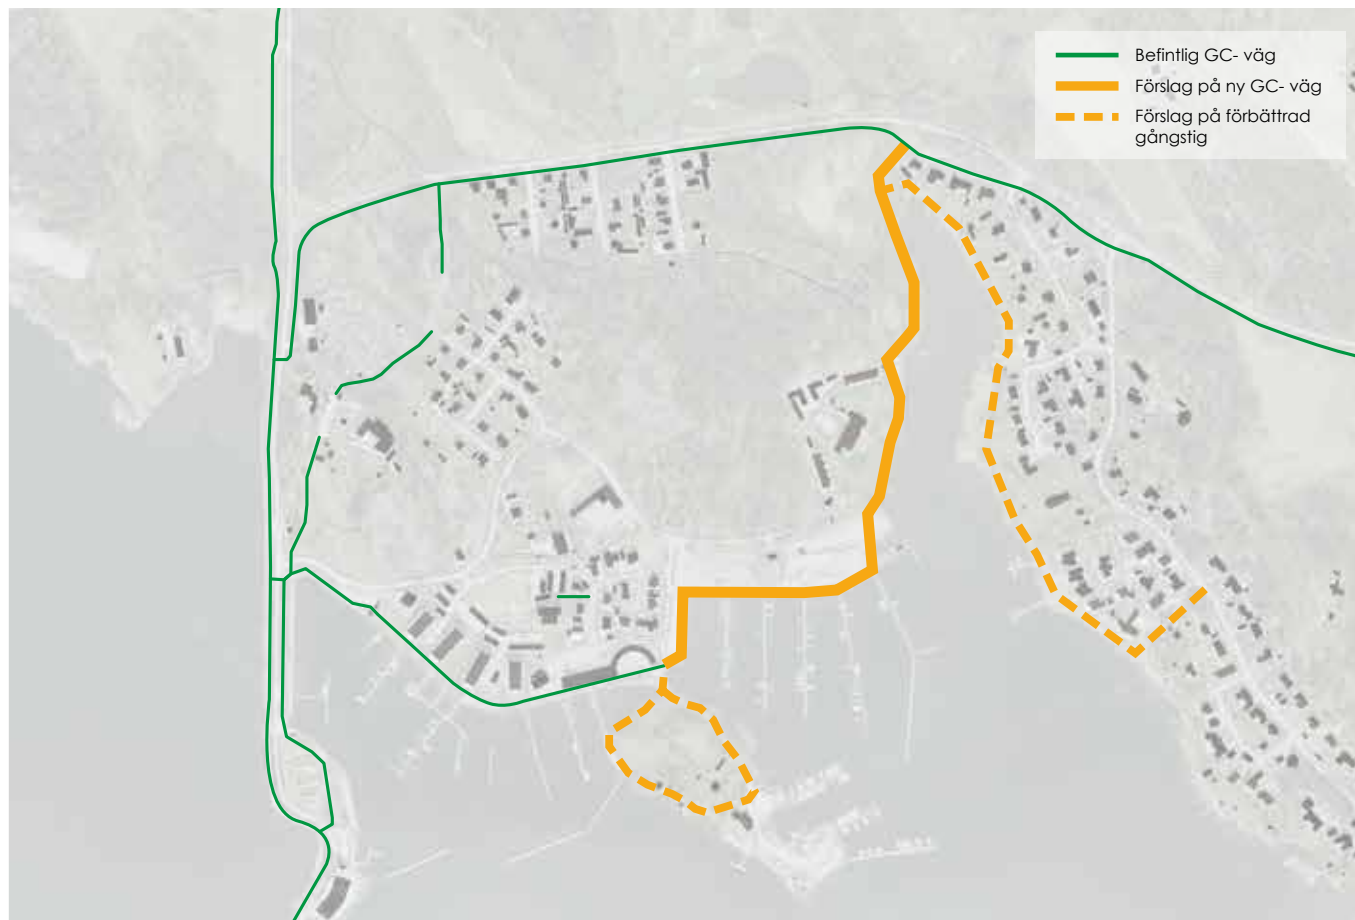 Befintlig GC- väg
Förslag på ny GC- väg
Förslag på förbättrad
gångstig